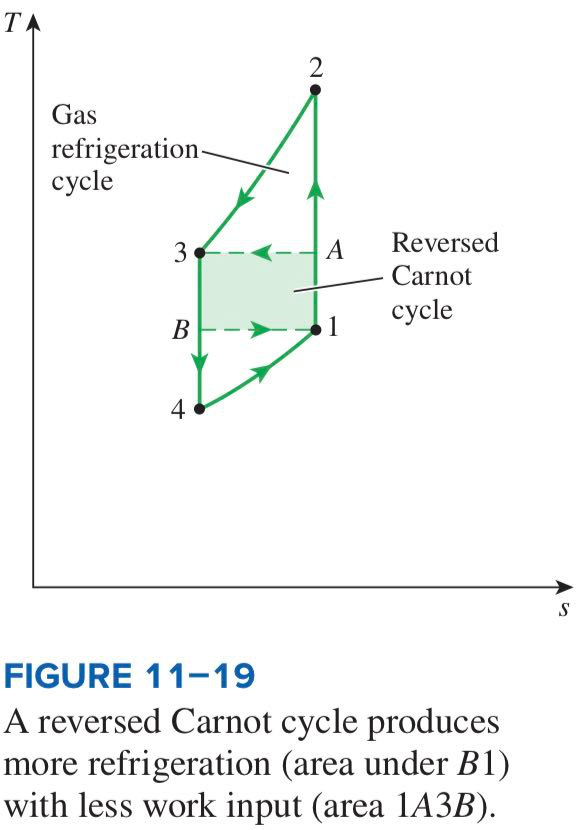 T
2
Gas
refrigeration
cycle
3
A
Reversed
Carnot
cycle
B
1
4
s
FIGURE 11–19
A reversed Carnot cycle produces
more refrigeration (area under B1)
with less work input (area 1A3B).